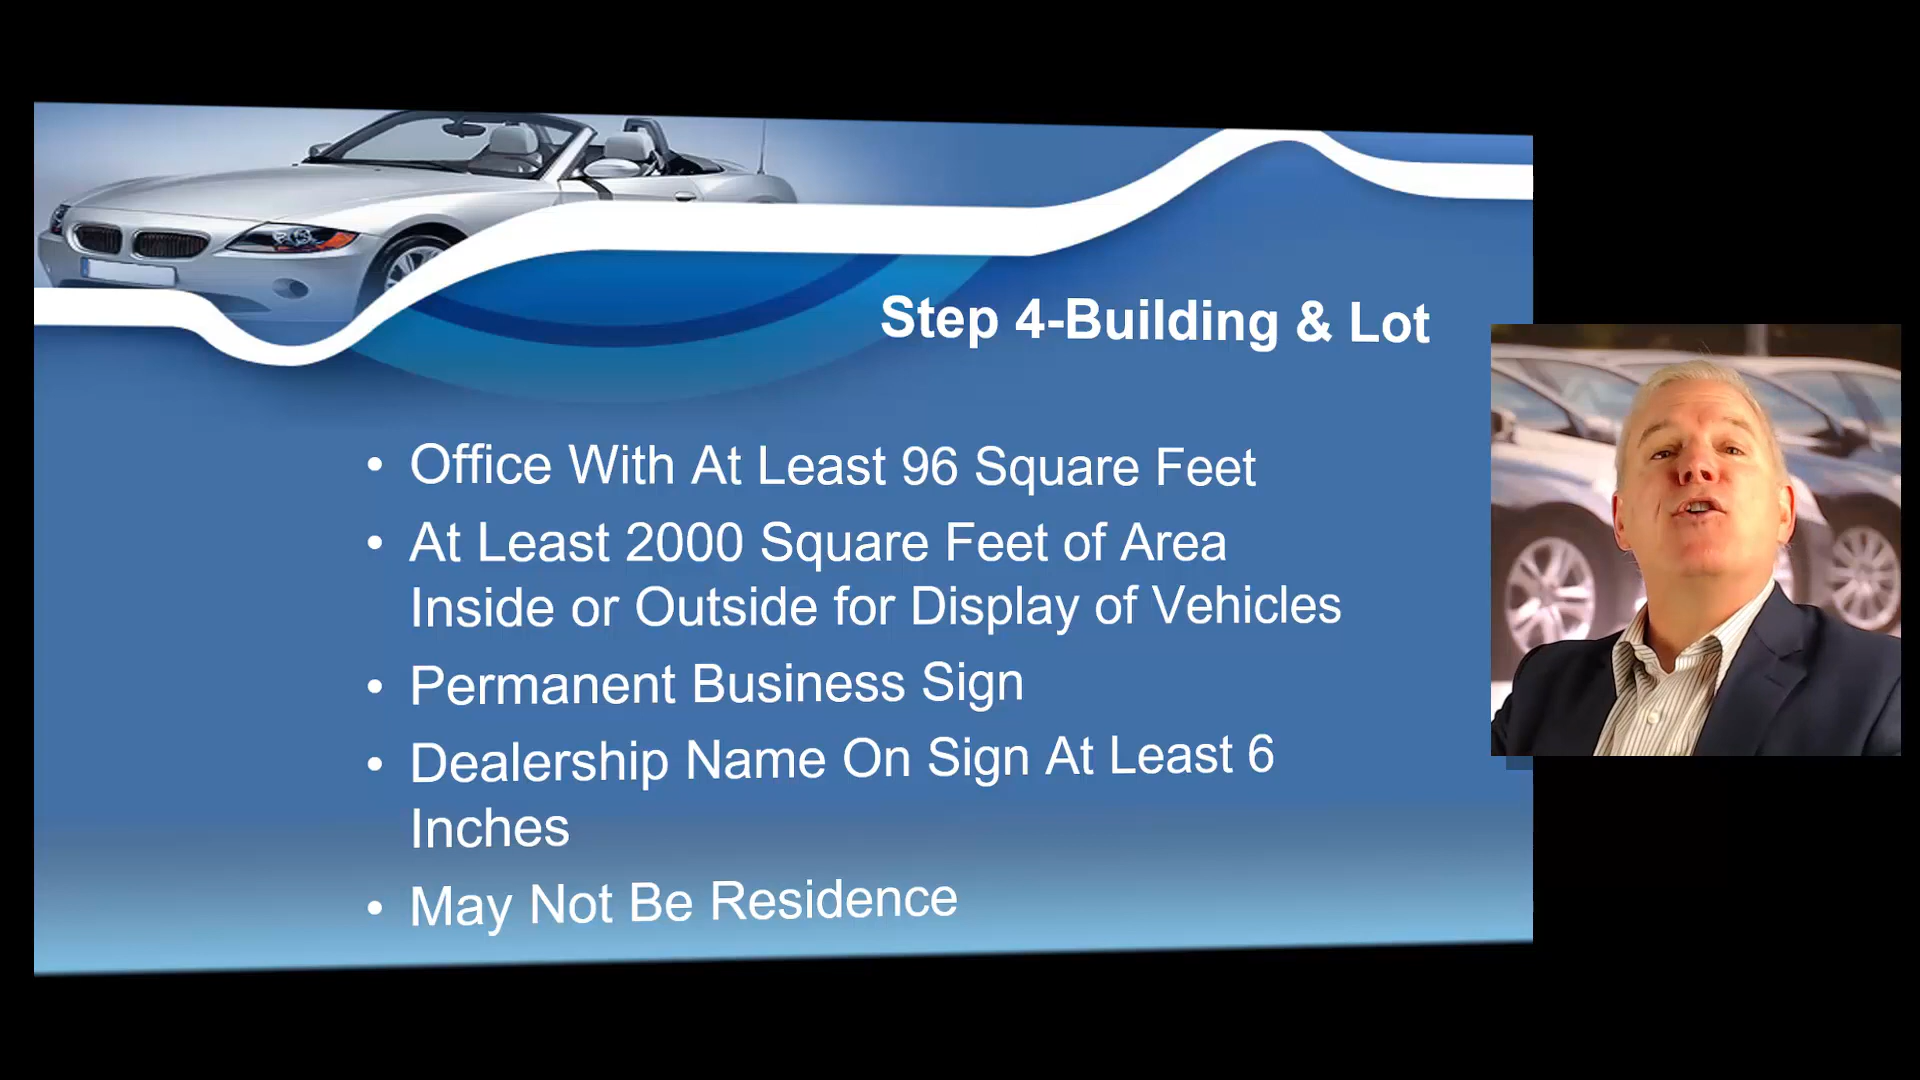 Step 4-Building & Lot
• Office With At Least 96 Square Feet
• At Least 2000 Square Feet of Area
Inside or Outside for Display of Vehicles
• Permanent Business Sign
• Dealership Name On Sign At Least 6
Inches
• May Not Be Residence